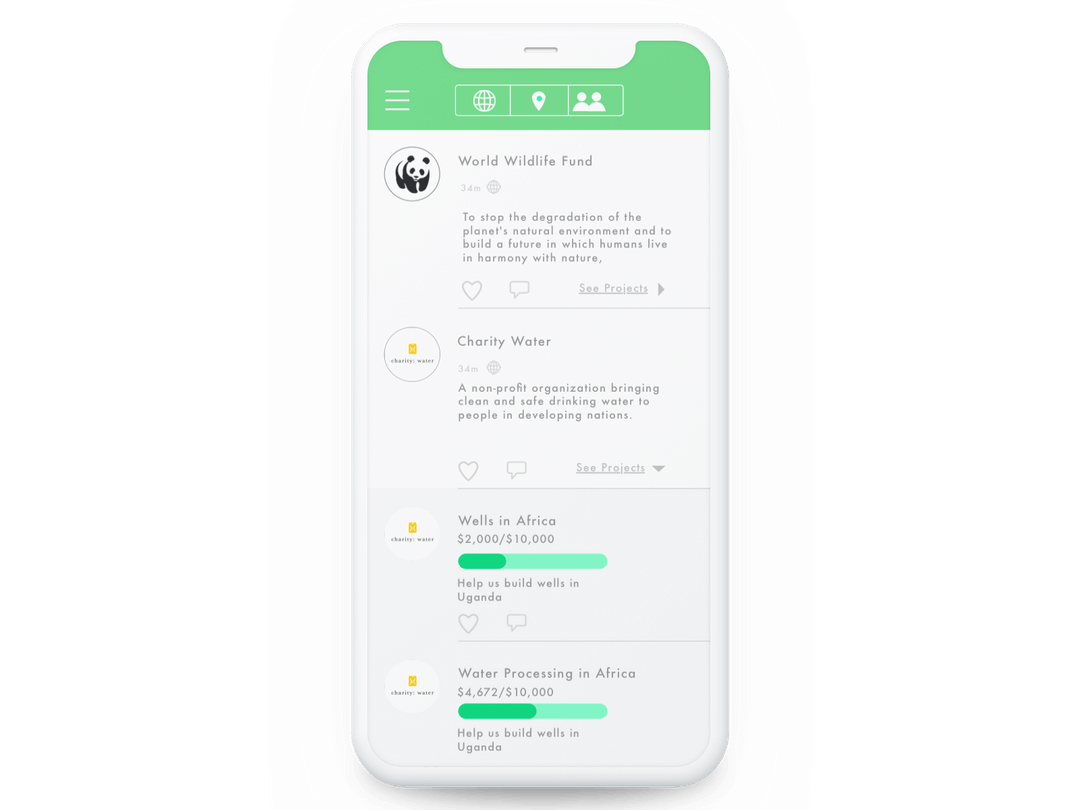 World Wildlife Fund
34m
To stop the degradation of the
planet's natural environment and to
build a future in which humans live
in harmony with nature,
See Projects
charity: water
Charity Water
34m
A non-profit organization bringing
clean and safe drinking water to
people in developing nations.
See Projects
charity: water
Wells in Africa
$2,000/$10,000
Help us build wells in
Uganda
charity: water
Water Processing in Africa
$4,672/$10,000
Help us build wells in
Uganda